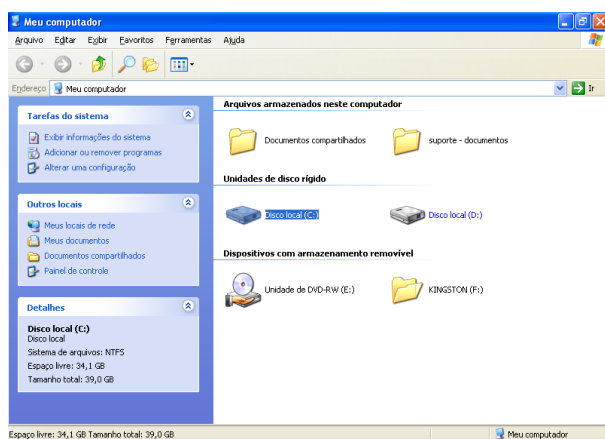 Meu computador
Arquivo Editar Exibir Favoritos Ferramentas Ajuda
Endereço Meu computador Ir
Tarefas do sistema
Exibir informações do sistema
Adicionar ou remover programas
Alterar uma configuração
Outros locais
Meus locais de rede
Meus documentos
Documentos compartilhados
Painel de controle
Detalhes
Disco local (C:)
Disco local
Sistema de arquivos: NTFS
Espaço livre: 34,1 GB
Tamanho total: 39,0 GB
Arquivos armazenados neste computador
Documentos compartilhados suporte - documentos
Unidades de disco rígido
Disco local (C:) Disco local (D:)
Dispositivos com armazenamento removível
Unidade de DVD-RW (E:) KINGSTON (F:)
Espaço livre: 34,1 GB Tamanho total: 39,0 GB Meu computador